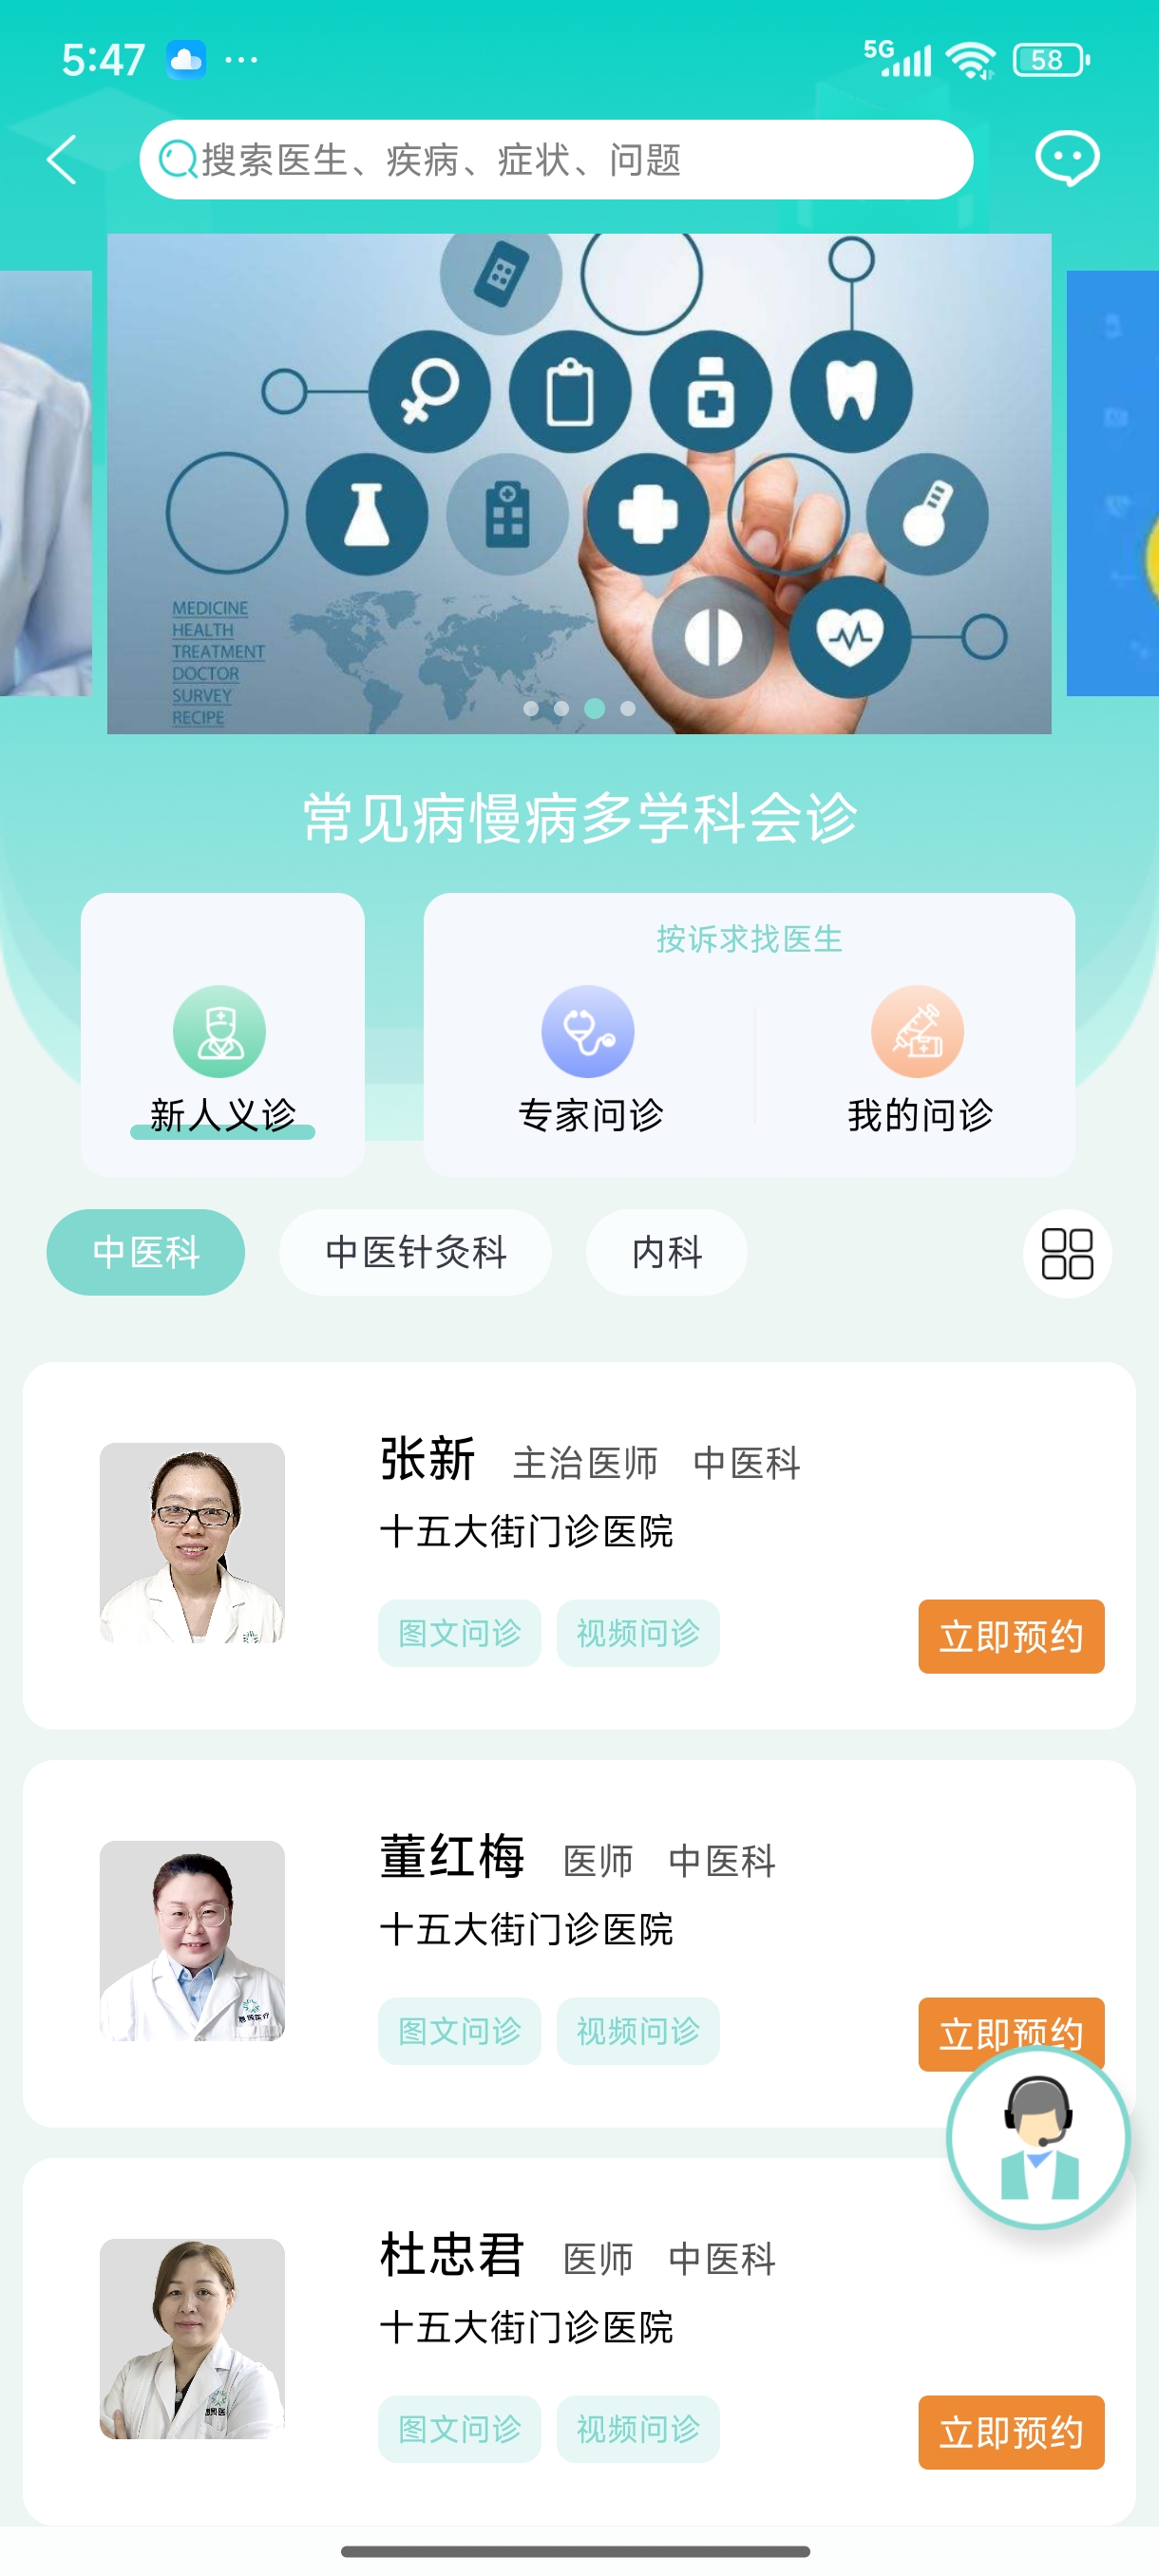 5:47 ... 5G 58
搜索医生、疾病、症状、问题
MEDICINE
HEALTH
TREATMENT
DOCTOR
SURVEY
RECIPE
常见病慢病多学科会诊
按诉求找医生
新人义诊 专家问诊 我的问诊
中医科 中医针灸科 内科
张新 主治医师 中医科
十五大街门诊医院
图文问诊 视频问诊 立即预约
董红梅 医师 中医科
十五大街门诊医院
图文问诊 视频问诊 立即预约
杜忠君 医师 中医科
十五大街门诊医院
图文问诊 视频问诊 立即预约